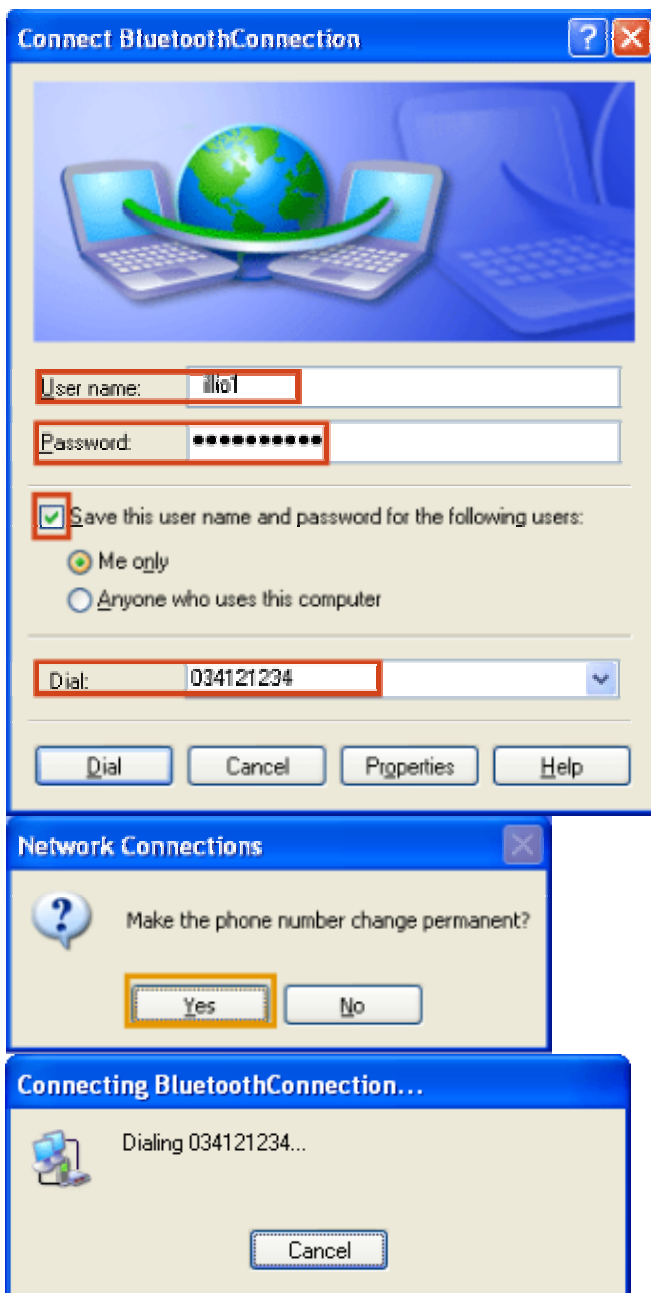 Connect BluetoothConnection
User name: illio1
Password: ••••••••••
Save this user name and password for the following users:
Me only
Anyone who uses this computer
Dial: 034121234
Dial Cancel Properties Help
Network Connections
Make the phone number change permanent?
Yes No
Connecting BluetoothConnection...
Dialing 034121234...
Cancel